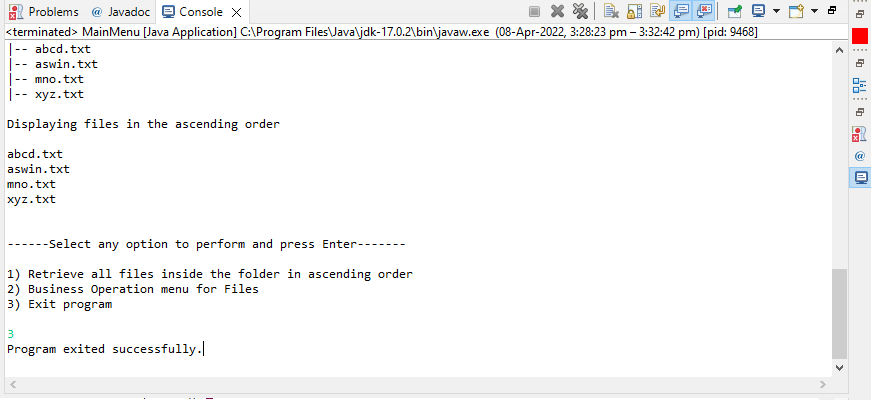 Problems @ Javadoc Console
<terminated> MainMenu [Java Application] C:\Program Files\Java\jdk-17.0.2\bin\javaw.exe (08-Apr-2022, 3:28:23 pm – 3:32:42 pm) [pid: 9468]
|-- abcd.txt
|-- aswin.txt
|-- mno.txt
|-- xyz.txt
Displaying files in the ascending order
abcd.txt
aswin.txt
mno.txt
xyz.txt
------Select any option to perform and press Enter-------
1) Retrieve all files inside the folder in ascending order
2) Business Operation menu for Files
3) Exit program
3
Program exited successfully.